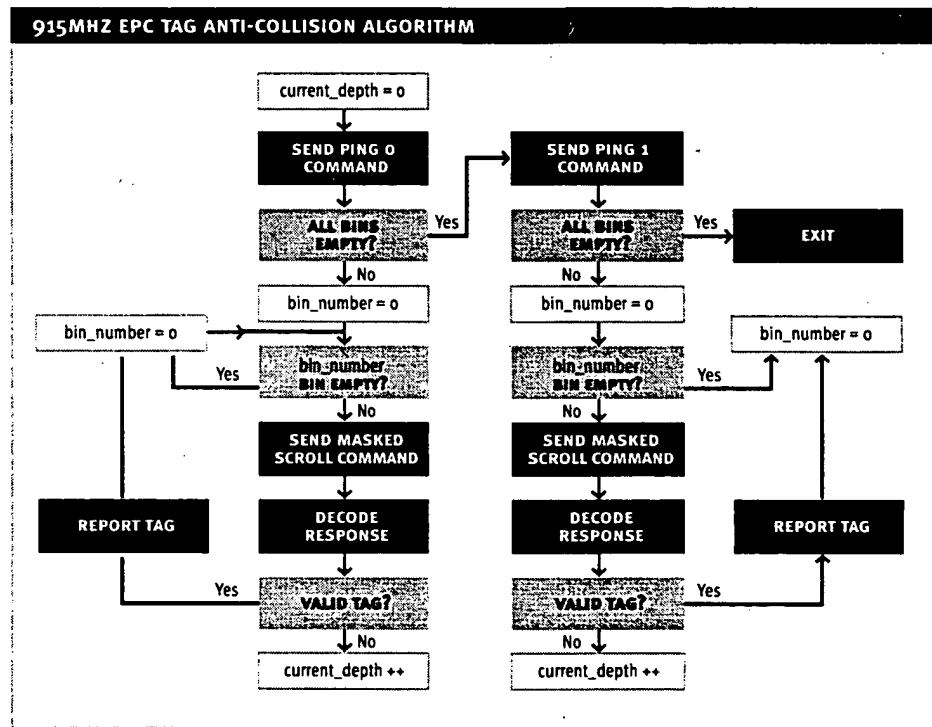 915MHZ EPC TAG ANTI-COLLISION ALGORITHM
current_depth = 0
SEND PING 0
COMMAND
ALL BINS
EMPTY?
Yes
No
bin_number = 0
bin_number = 0
bin_number
BIN EMPTY?
Yes
No
SEND MASKED
SCROLL COMMAND
DECODE
RESPONSE
REPORT TAG
VALID TAG?
Yes
No
current_depth ++
SEND PING 1
COMMAND
ALL BINS
EMPTY?
Yes
EXIT
No
bin_number = 0
bin_number = 0
bin_number
BIN EMPTY?
Yes
No
SEND MASKED
SCROLL COMMAND
DECODE
RESPONSE
REPORT TAG
VALID TAG?
Yes
No
current_depth ++